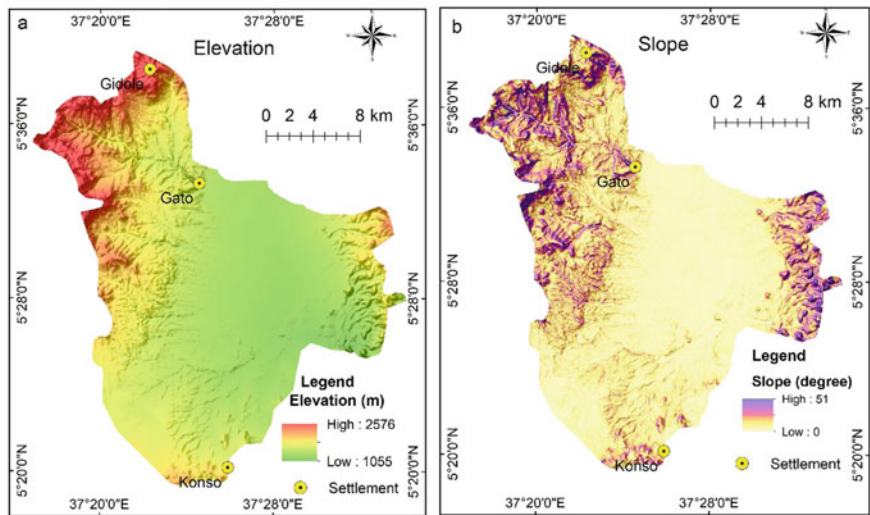 a
37°20'0"E
37°28'0"E
Elevation
Gidole
0 2 4 8 km
5°36'0"N
5°36'0"N
Gato
5°28'0"N
5°28'0"N
Legend
Elevation (m)
High : 2576
Low : 1055
Settlement
Konso
5°20'0"N
5°20'0"N
37°20'0"E
37°28'0"E
b
37°20'0"E
37°28'0"E
Slope
Gidole
0 2 4 8 km
5°36'0"N
5°36'0"N
Gato
5°28'0"N
5°28'0"N
Legend
Slope (degree)
High : 51
Low : 0
Settlement
Konso
5°20'0"N
5°20'0"N
37°20'0"E
37°28'0"E